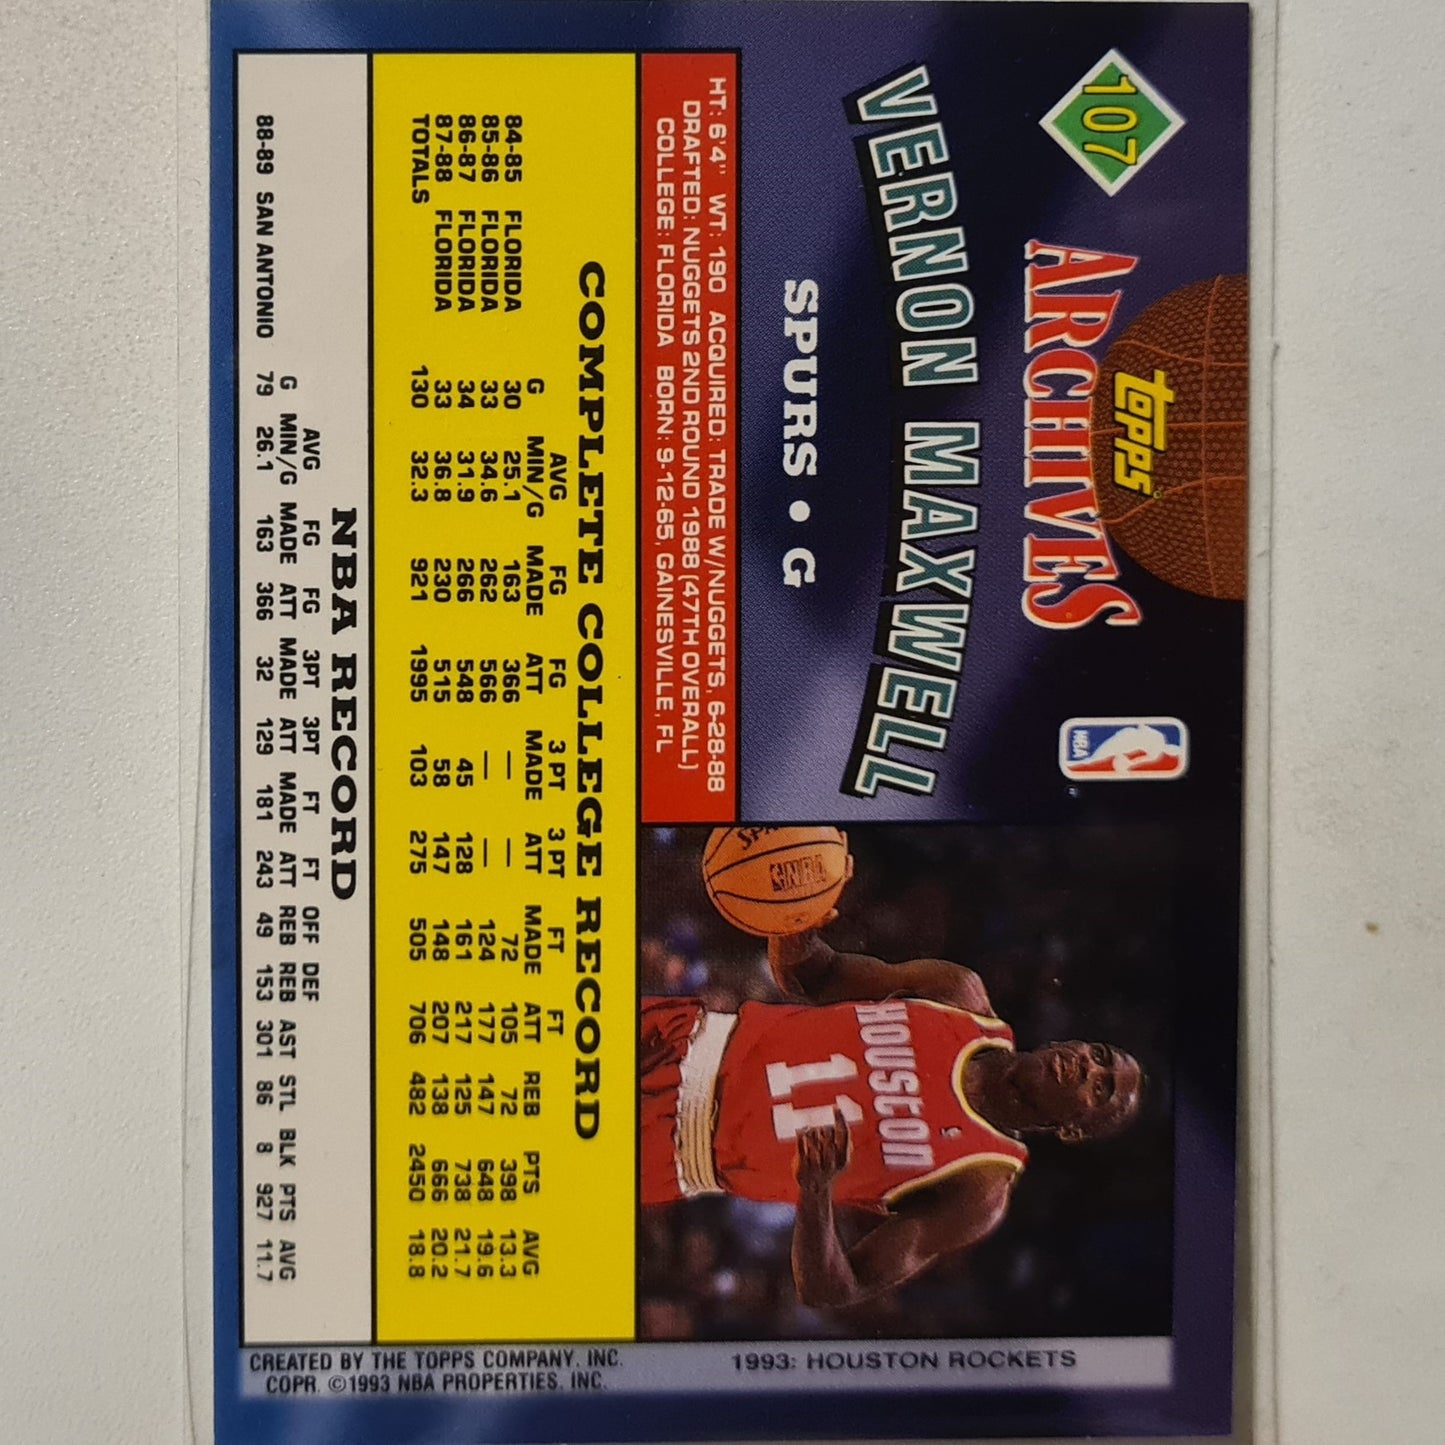 107
topps
ARCHIVES
NBA
VERNON MAXWELL
SPURS • G
HT: 6'4" WT: 190 ACQUIRED: TRADE W/NUGGETS, 6-28-88
DRAFTED: NUGGETS 2ND ROUND 1988 (47TH OVERALL)
COLLEGE: FLORIDA BORN: 9-12-65, GAINESVILLE, FL
NBA
HOUSTON
11
1993: HOUSTON ROCKETS
COMPLETE COLLEGE RECORD
AVG FG FG 3 PT 3 PT FT FT
G MIN/G MADE ATT MADE ATT MADE ATT REB PTS AVG
84-85 FLORIDA 30 25.1 163 366 — — 72 105 72 398 13.3
85-86 FLORIDA 33 34.6 262 566 — — 124 177 147 648 19.6
86-87 FLORIDA 34 31.9 266 548 45 128 161 217 125 738 21.7
87-88 FLORIDA 33 36.8 230 515 58 147 148 207 138 666 20.2
TOTALS 130 32.3 921 1995 103 275 505 706 482 2450 18.8
NBA RECORD
AVG FG FG 3PT 3PT FT FT OFF DEF
G MIN/G MADE ATT MADE ATT MADE ATT REB REB AST STL BLK PTS AVG
88-89 SAN ANTONIO 79 26.1 163 366 32 129 181 243 49 153 301 86 8 927 11.7
CREATED BY THE TOPPS COMPANY, INC.
COPR. ©1993 NBA PROPERTIES, INC.